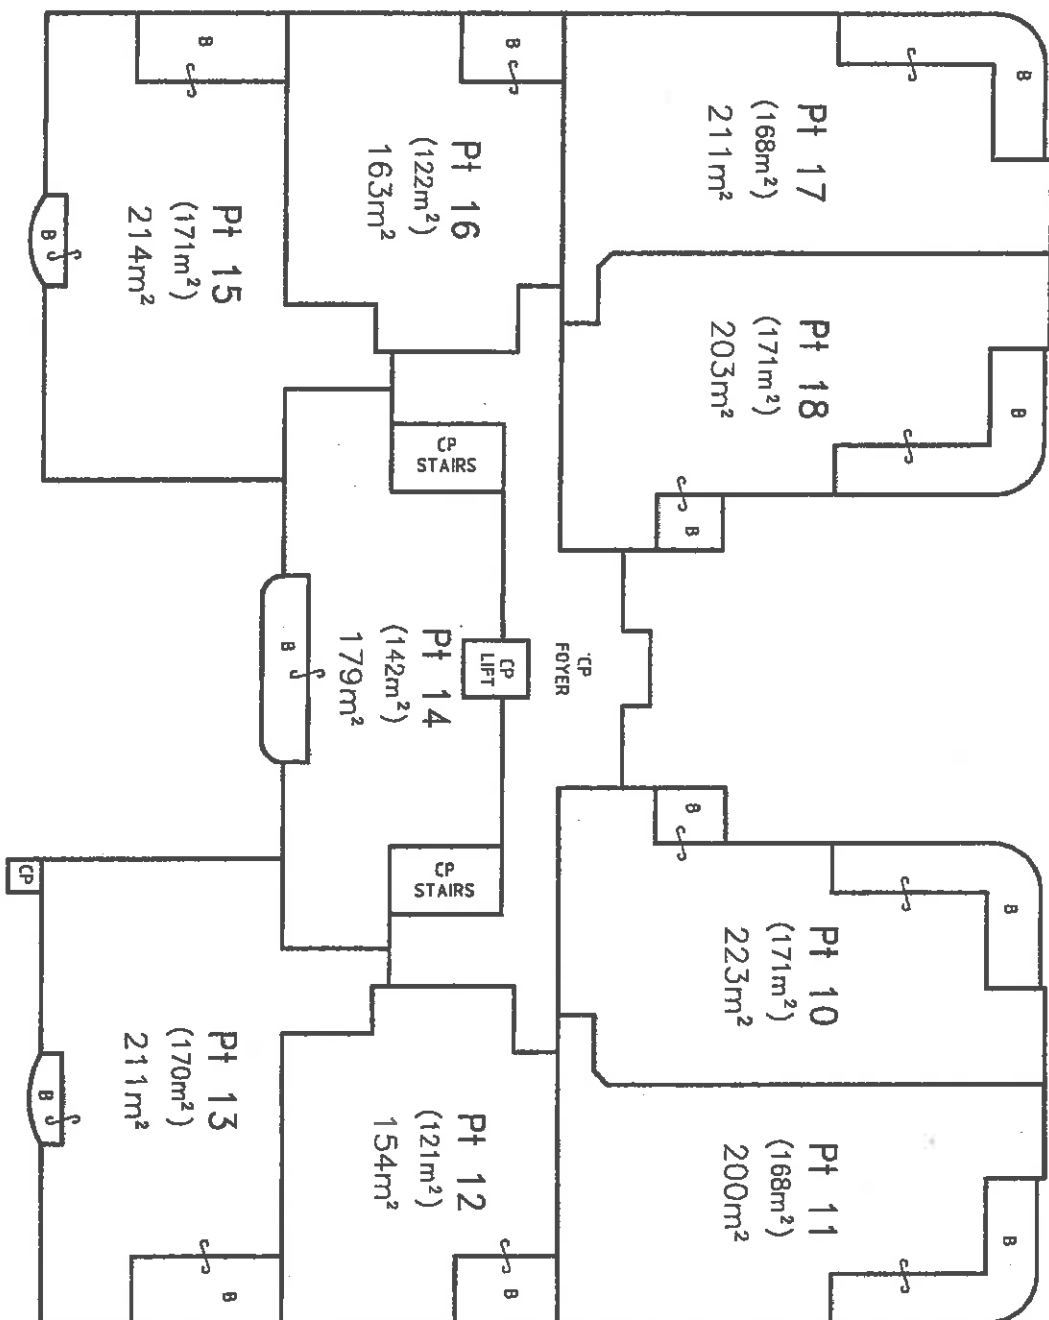 B
B
B
Pt 17
(168m²)
211m²
Pt 16
(122m²)
163m²
Pt 15
(171m²)
214m²
B
Pt 18
(171m²)
203m²
B
CP
STAIRS
B
Pt 14
(142m²)
179m²
B
CP
LIFT
CP
FOYER
B
CP
STAIRS
CP
B
Pt 10
(171m²)
223m²
Pt 13
(170m²)
211m²
B
Pt 12
(121m²)
154m²
Pt 11
(168m²)
200m²
B
B
B